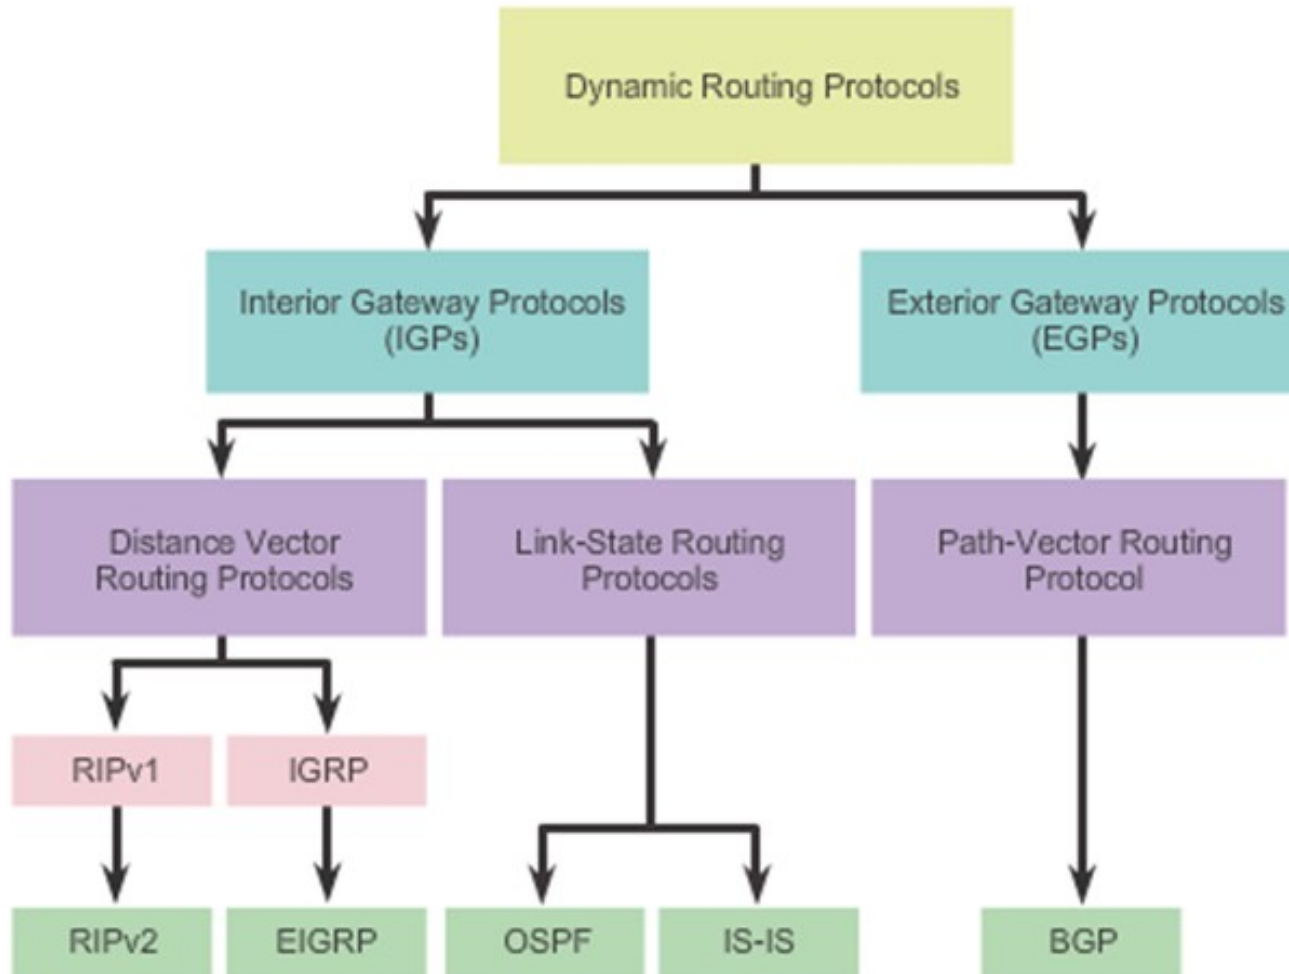 Dynamic Routing Protocols
Interior Gateway Protocols
(IGPs)
Exterior Gateway Protocols
(EGPs)
Distance Vector
Routing Protocols
Link-State Routing
Protocols
Path-Vector Routing
Protocol
RIPv1
IGRP
RIPv2
EIGRP
OSPF
IS-IS
BGP